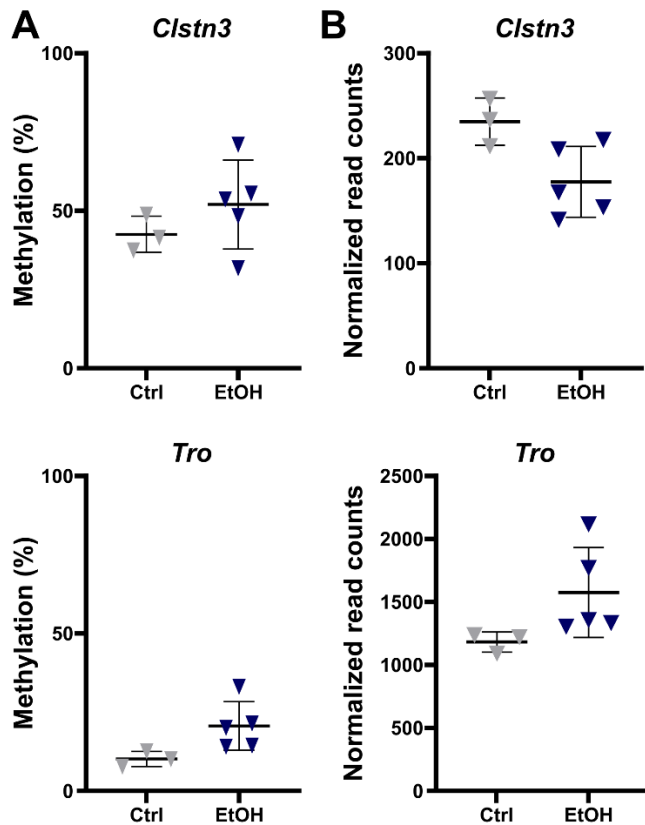 A
Clstn3
Methylation (%)
100
50
0
Ctrl
EtOH
B
Clstn3
Normalized read counts
300
200
100
0
Ctrl
EtOH
Tro
Methylation (%)
100
50
0
Ctrl
EtOH
Tro
Normalized read counts
2500
2000
1500
1000
500
0
Ctrl
EtOH